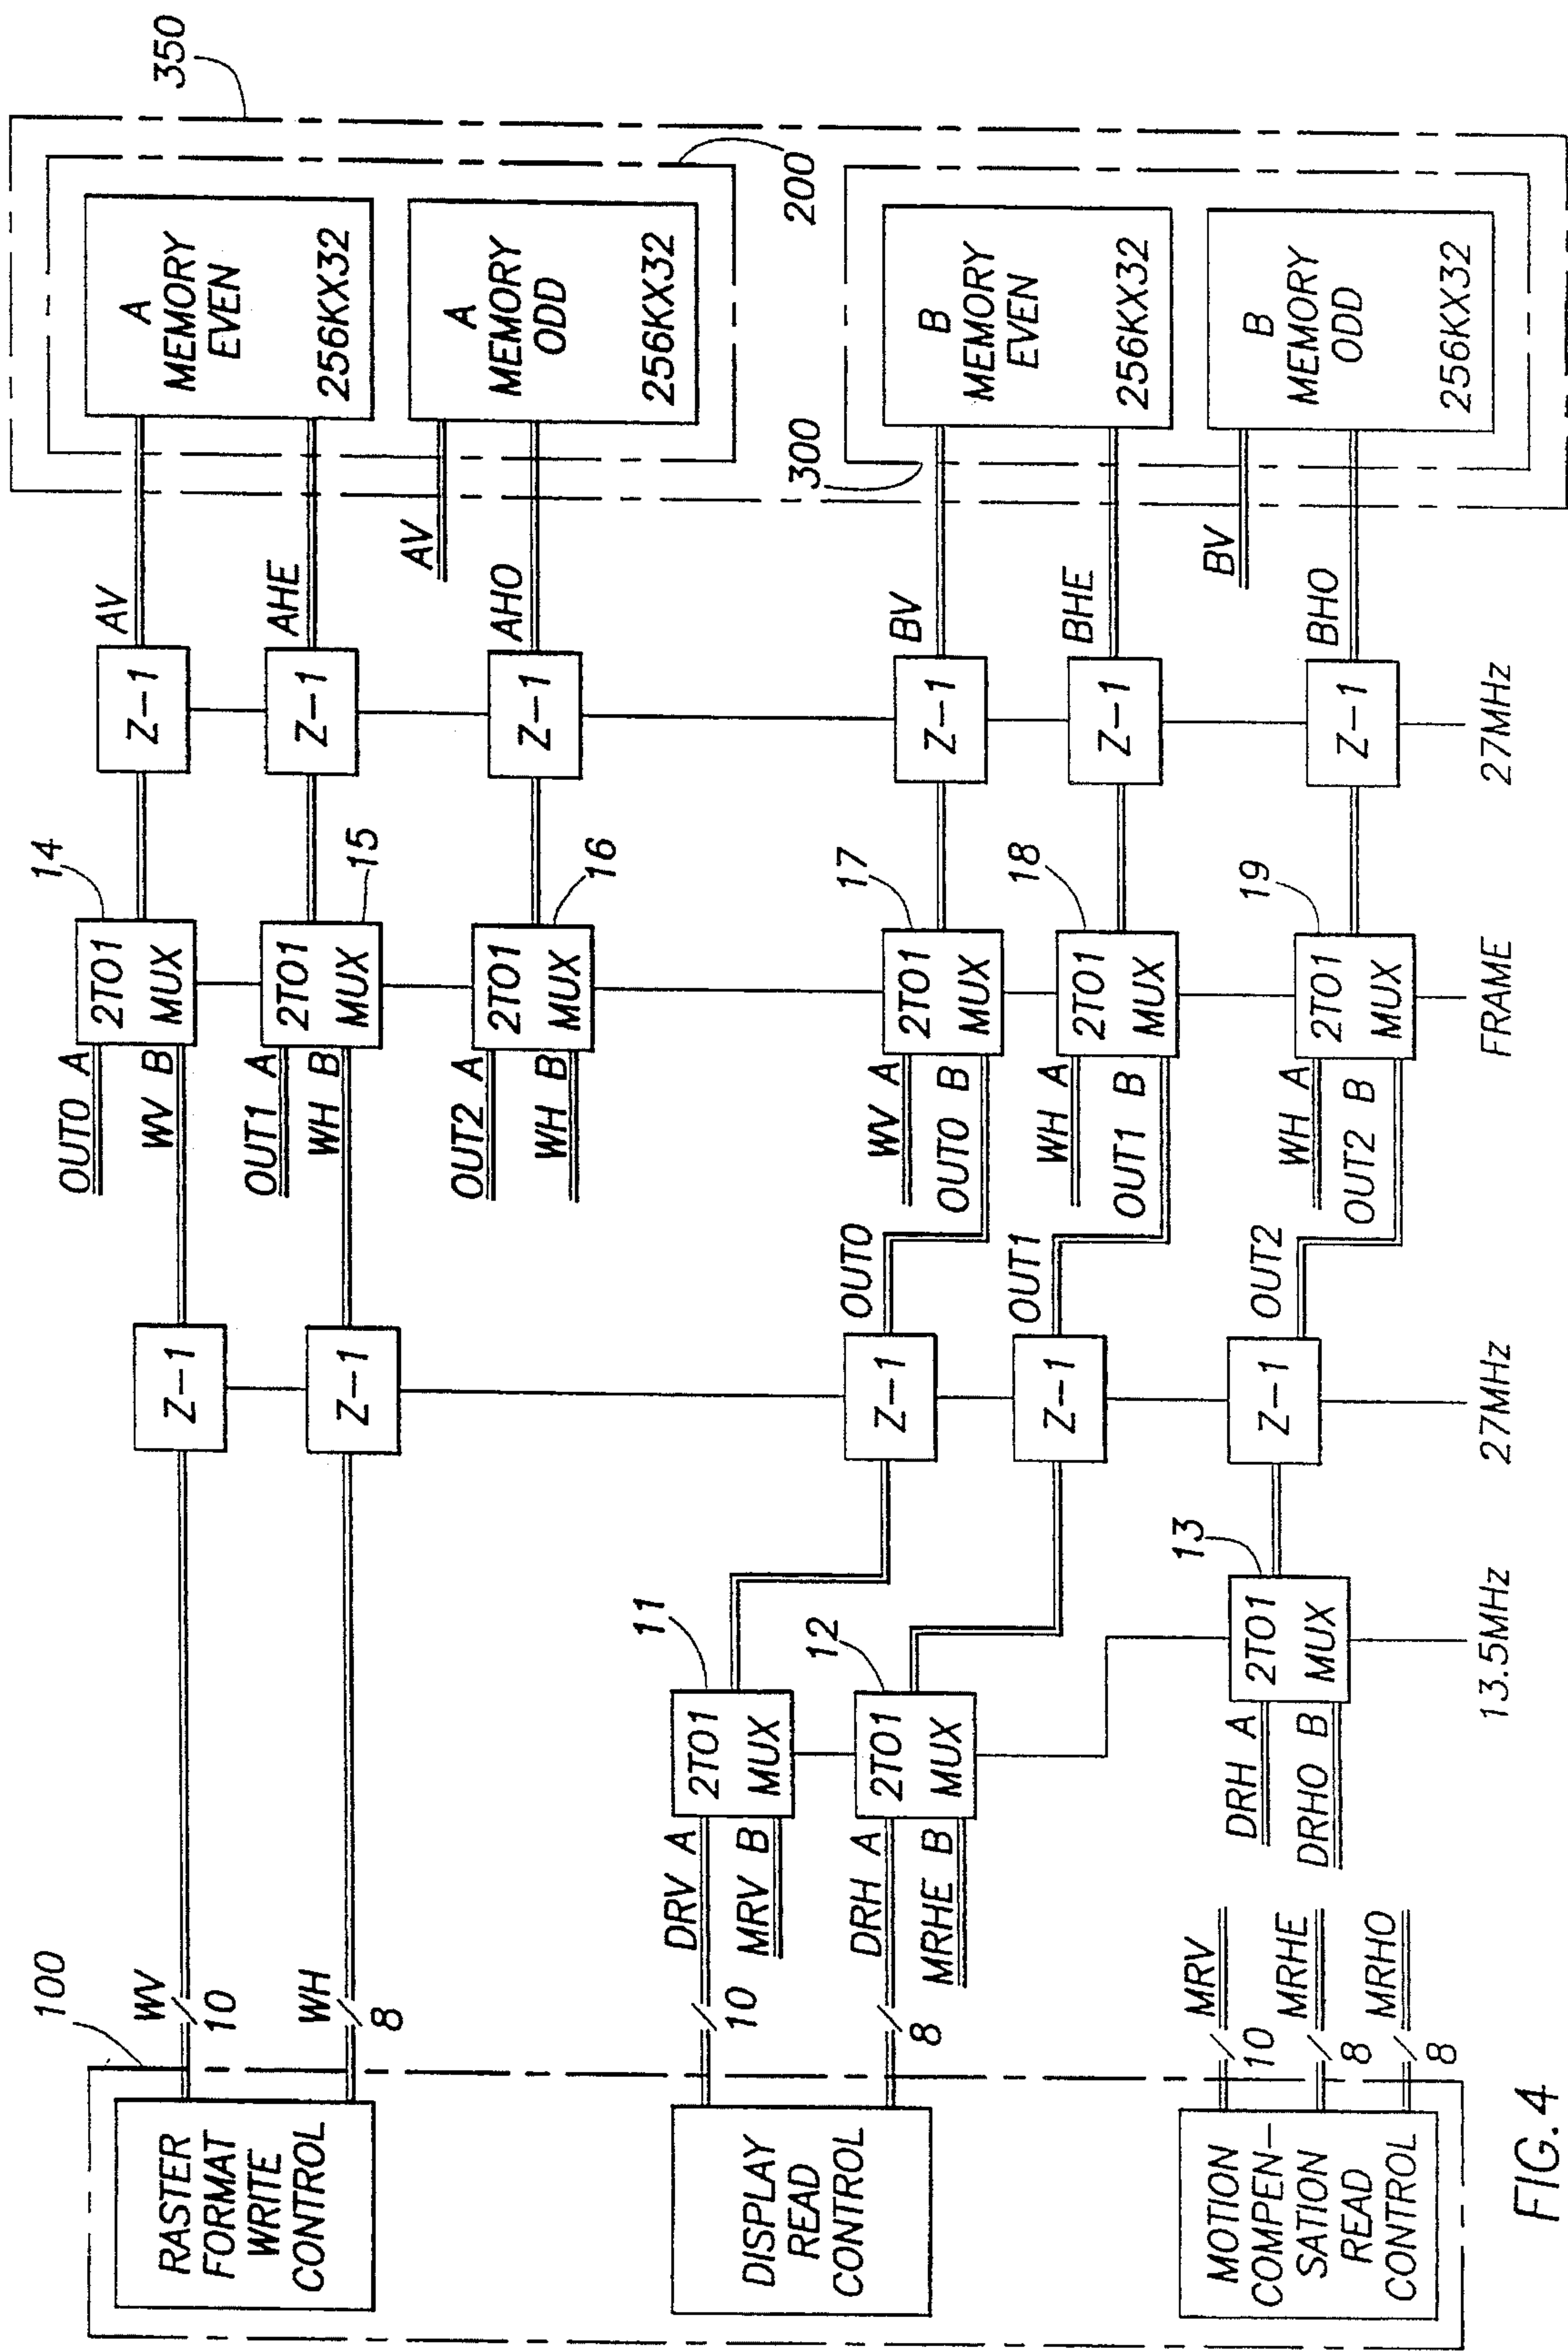 350
A
MEMORY
EVEN
256KX32
A
MEMORY
ODD
256KX32
200
B
MEMORY
EVEN
256KX32
300
B
MEMORY
ODD
256KX32
AV
AHE
AV
AHO
BV
BHE
BV
BHO
Z-1
Z-1
Z-1
Z-1
Z-1
Z-1
27MHz
14
2TO1
MUX
15
2TO1
MUX
16
2TO1
MUX
17
2TO1
MUX
18
2TO1
MUX
19
2TO1
MUX
FRAME
OUT0 A
WV B
OUT1 A
WH B
OUT2 A
WH B
WV A
OUT0 B
WH A
OUT1 B
WH A
OUT2 B
OUT0
OUT1
OUT2
Z-1
Z-1
Z-1
Z-1
Z-1
27MHz
11
2TO1
MUX
12
2TO1
MUX
13
2TO1
MUX
13.5MHz
DRV A
MRV B
DRH A
MRHE B
DRH A
DRHO B
100
WV
10
WH
8
10
8
MRV
10
MRHE
8
MRHO
8
RASTER
FORMAT
WRITE
CONTROL
DISPLAY
READ
CONTROL
MOTION
COMPEN-
SATION
READ
CONTROL
FIG.4